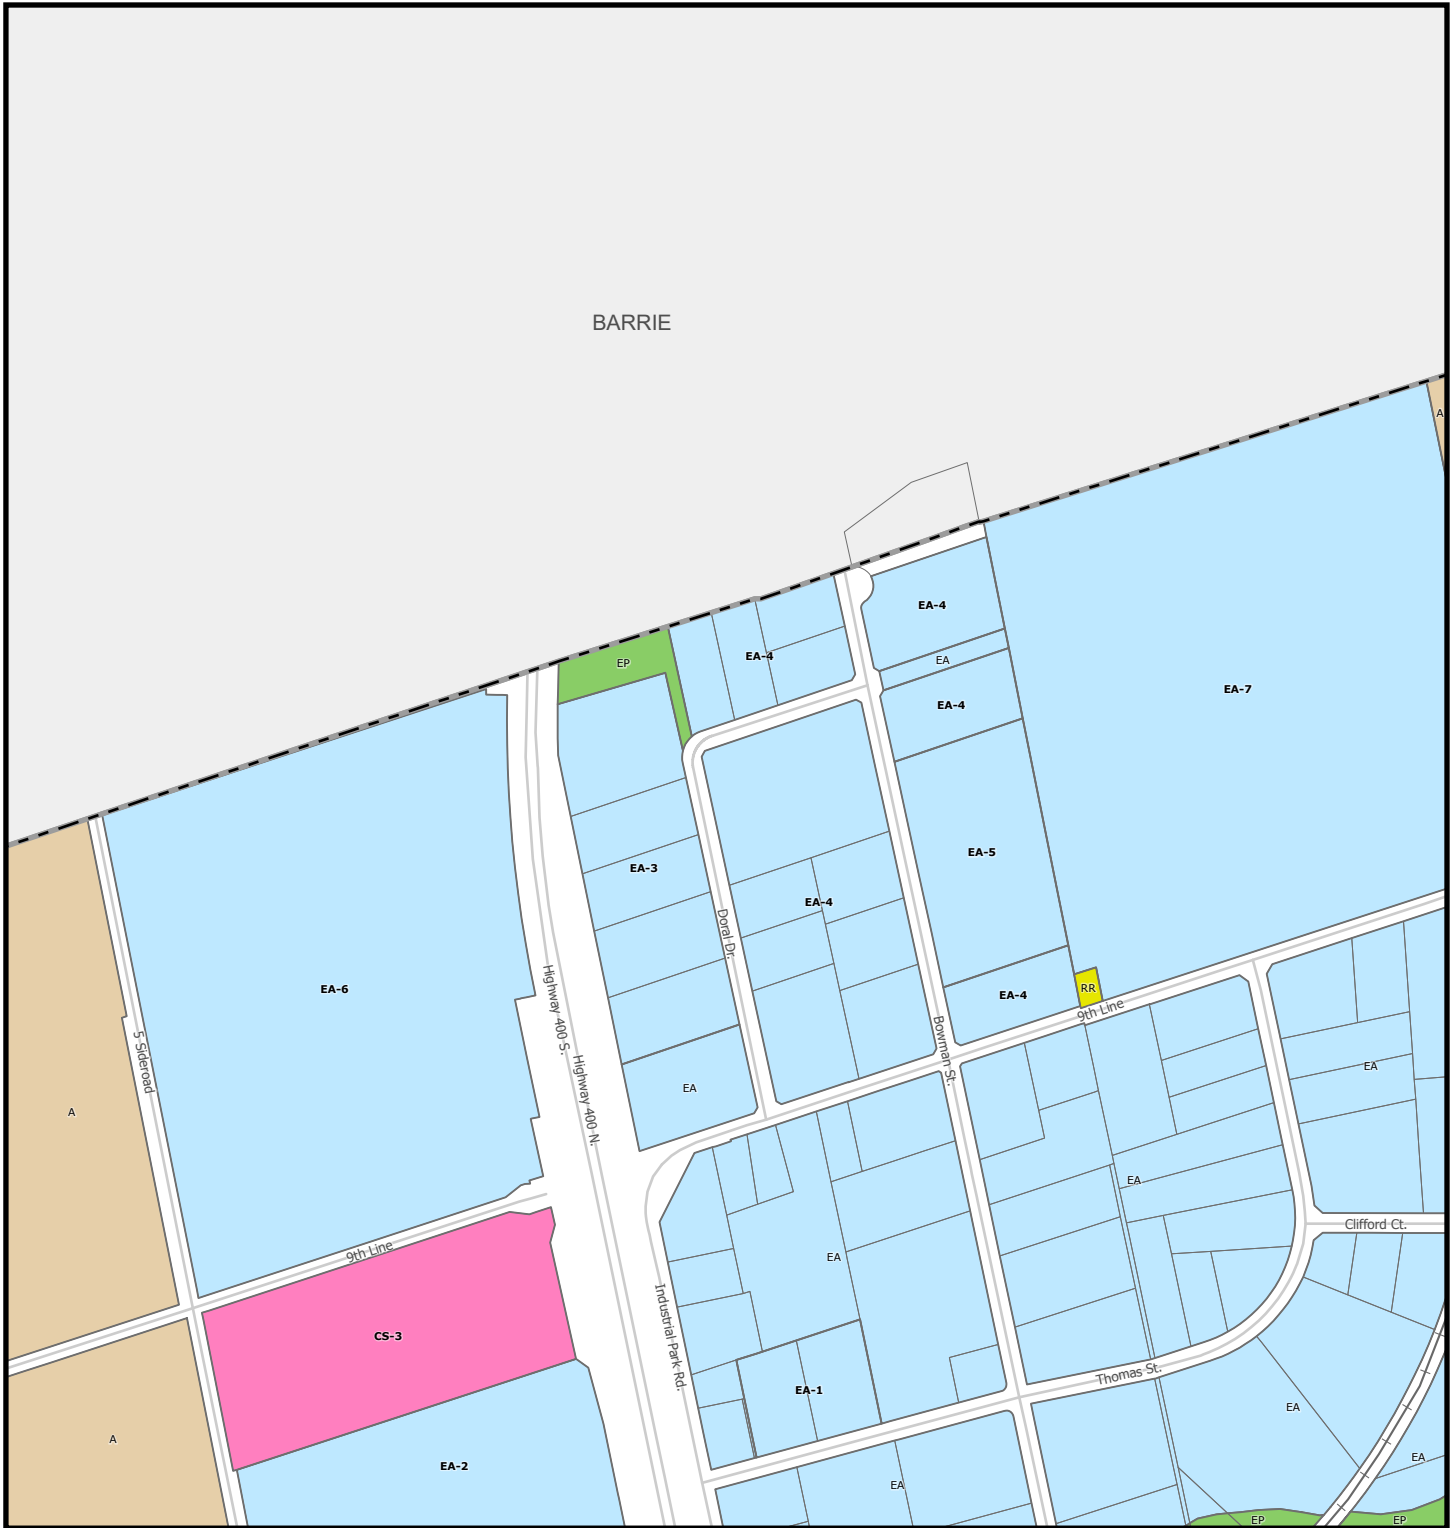 BARRIE
A
EA-4
EA
EP
EA-4
EA-7
EA-4
EA-5
EA-3
EA-4
Doral Dr.
EA-6
RR
EA-4
9th Line
Highway 400 S.
Bowman St.
5 Sideroad
Highway 400 N.
EA
EA
A
EA
Clifford Ct.
9th Line
EA
CS-3
Industrial Park Rd.
Thomas St.
EA-1
EA
A
EA
EA-2
EA
EP
EP